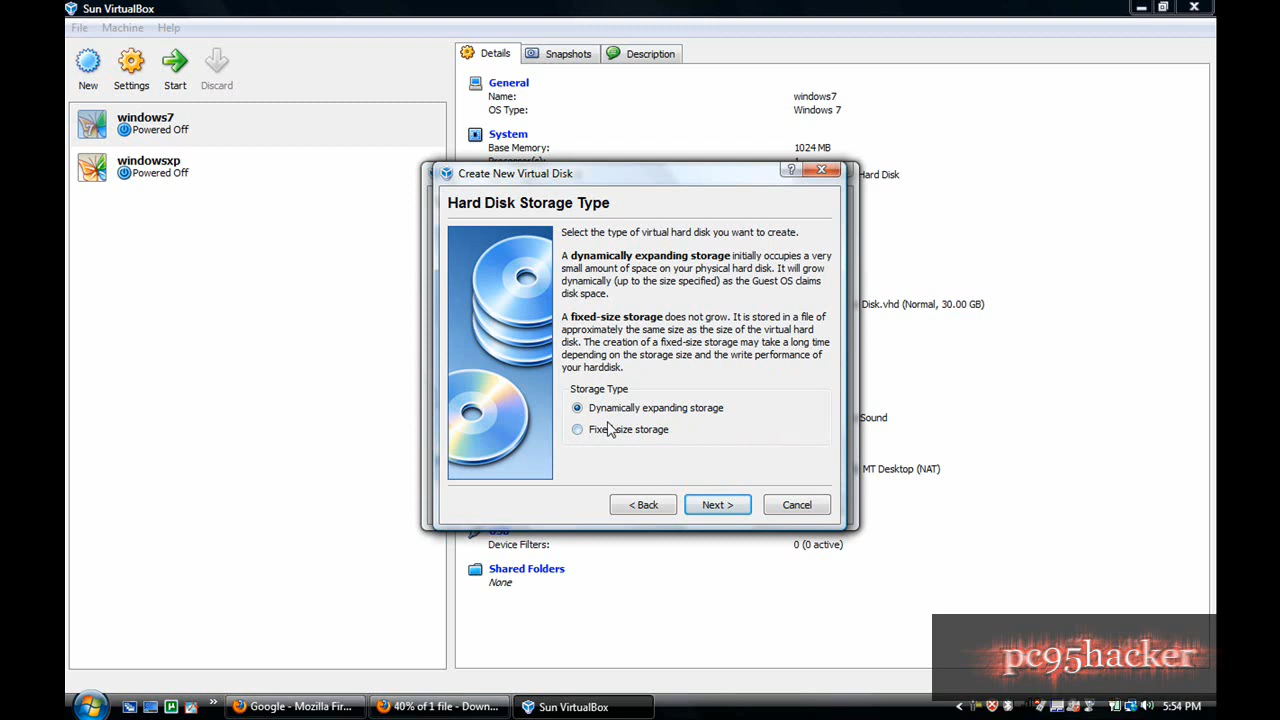 Sun VirtualBox
File Machine Help
New Settings Start Discard
Details Snapshots Description
windows7
Powered Off
windowsxp
Powered Off
General
Name: windows7
OS Type: Windows 7
System
Base Memory: 1024 MB
Hard Disk
Disk.vhd (Normal, 30.00 GB)
Sound
MT Desktop (NAT)
Device Filters: 0 (0 active)
Shared Folders
None
Create New Virtual Disk
Hard Disk Storage Type
Select the type of virtual hard disk you want to create.
A dynamically expanding storage initially occupies a very
small amount of space on your physical hard disk. It will grow
dynamically (up to the size specified) as the Guest OS claims
disk space.
A fixed-size storage does not grow. It is stored in a file of
approximately the same size as the size of the virtual hard
disk. The creation of a fixed-size storage may take a long time
depending on the storage size and the write performance of
your harddisk.
Storage Type
Dynamically expanding storage
Fixed-size storage
< Back Next > Cancel
pc95hacker
Google - Mozilla Fir... 40% of 1 file - Down... Sun VirtualBox 5:54 PM